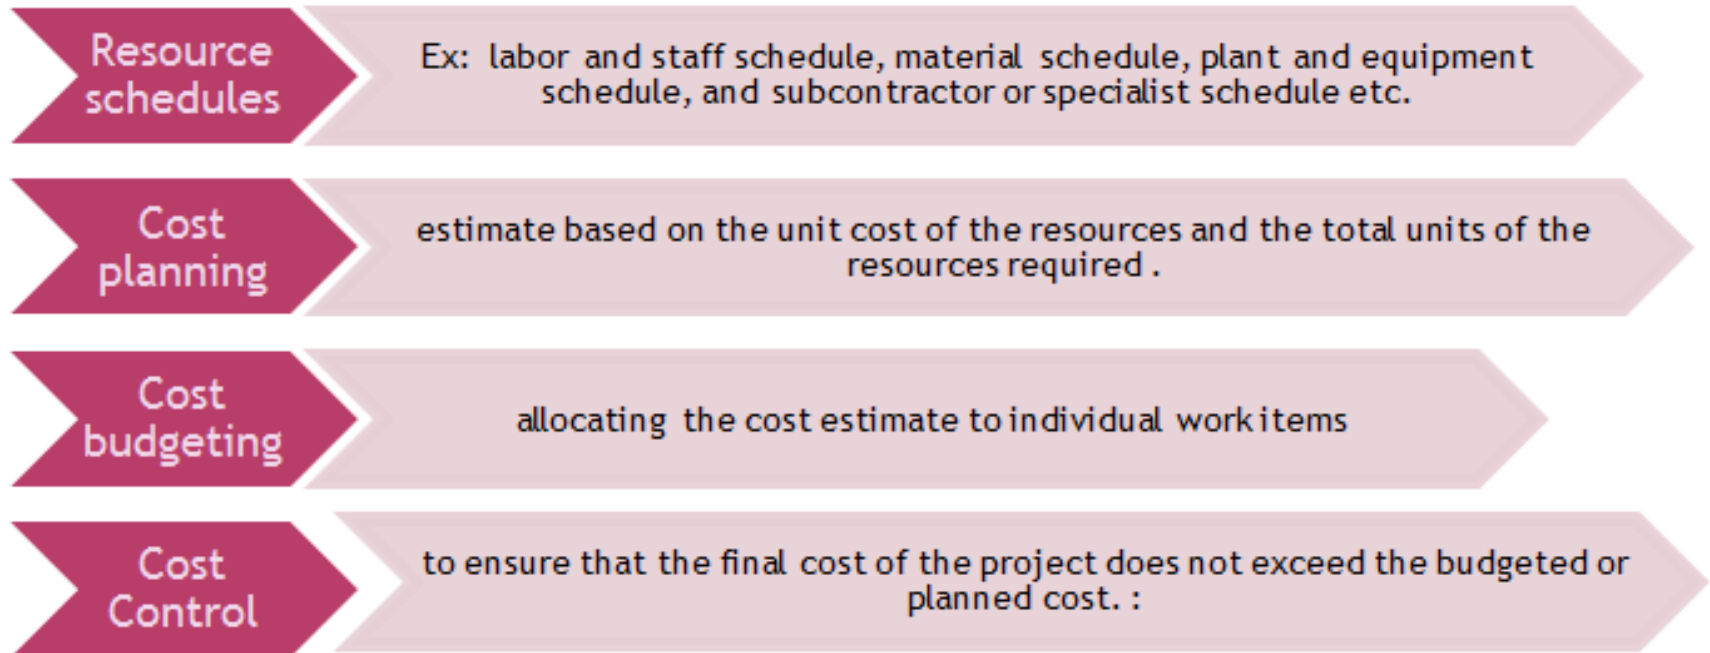 Resource
schedules
Ex: labor and staff schedule, material schedule, plant and equipment
schedule, and subcontractor or specialist schedule etc.
Cost
planning
estimate based on the unit cost of the resources and the total units of the
resources required .
Cost
budgeting
allocating the cost estimate to individual work items
Cost
Control
to ensure that the final cost of the project does not exceed the budgeted or
planned cost. :